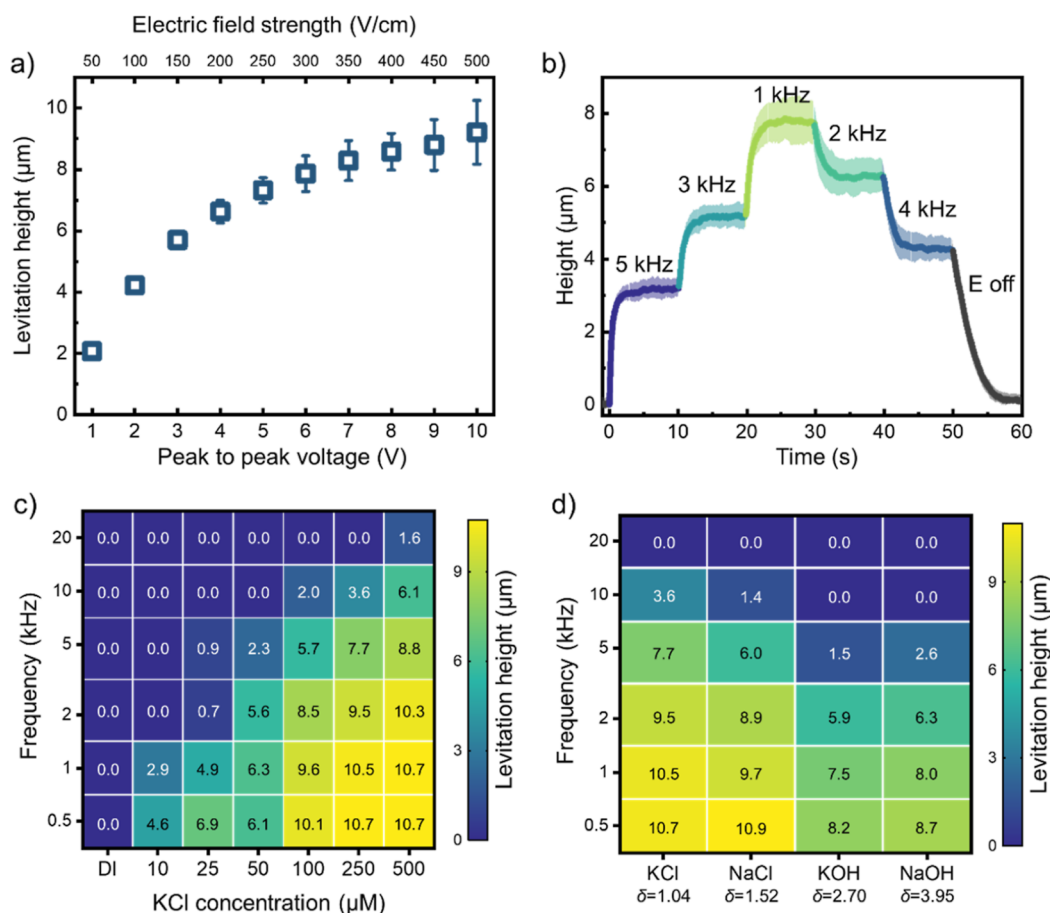 Electric field strength (V/cm)
a)
50 100 150 200 250 300 350 400 450 500
10
8
6
4
2
0
Levitation height (μm)
1 2 3 4 5 6 7 8 9 10
Peak to peak voltage (V)
b)
8
6
4
2
0
Height (μm)
5 kHz
3 kHz
1 kHz
2 kHz
4 kHz
E off
0 10 20 30 40 50 60
Time (s)
c)
Frequency (kHz)
20 0.0 0.0 0.0 0.0 0.0 0.0 1.6
10 0.0 0.0 0.0 0.0 2.0 3.6 6.1
5 0.0 0.0 0.9 2.3 5.7 7.7 8.8
2 0.0 0.0 0.7 5.6 8.5 9.5 10.3
1 0.0 2.9 4.9 6.3 9.6 10.5 10.7
0.5 0.0 4.6 6.9 6.1 10.1 10.7 10.7
DI 10 25 50 100 250 500
KCl concentration (μM)
9
6
3
0
Levitation height (μm)
d)
Frequency (kHz)
20 0.0 0.0 0.0 0.0
10 3.6 1.4 0.0 0.0
5 7.7 6.0 1.5 2.6
2 9.5 8.9 5.9 6.3
1 10.5 9.7 7.5 8.0
0.5 10.7 10.9 8.2 8.7
KCl NaCl KOH NaOH
δ=1.04 δ=1.52 δ=2.70 δ=3.95
9
6
3
0
Levitation height (μm)